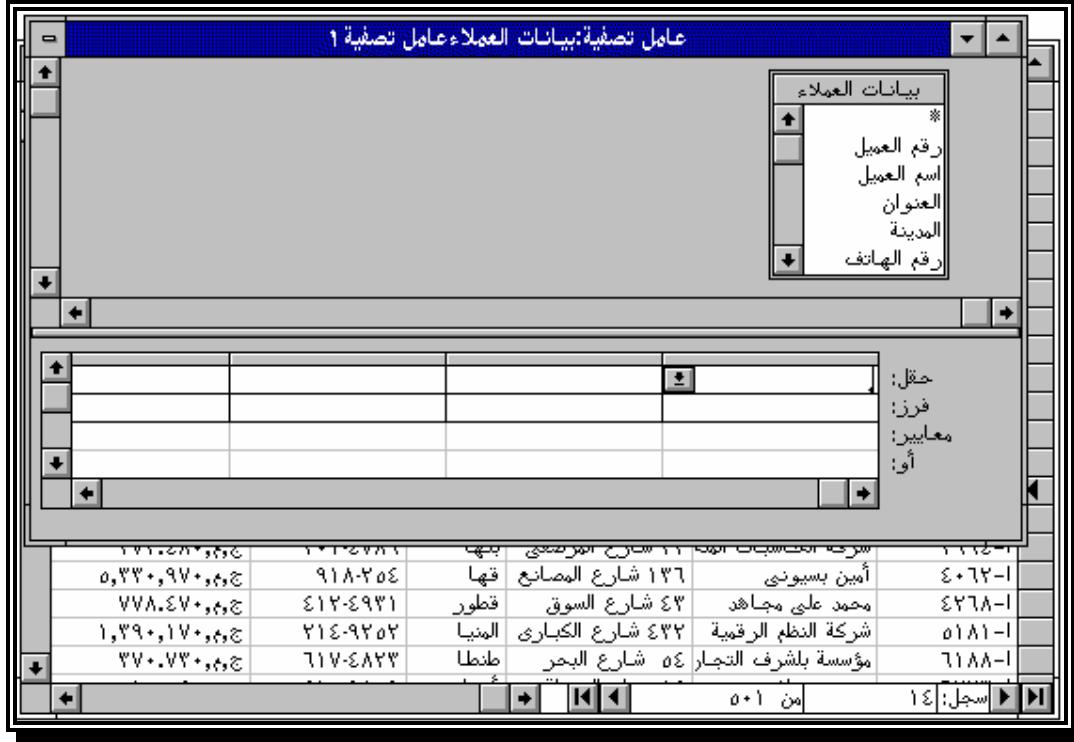 عامل تصفية:بيانات العملاءعامل تصفية ١
بيانات العملاء
*
رقم العميل
اسم العميل
العنوان
المدينة
رقم الهاتف
حقل:
فرز:
معايير:
أو:
بنها
ا-٤٠٦٢ أمين بسيونى ١٣٦ شارع المصانع قها ٩١٨-٢٥٤ ج,م,٥,٣٣٠,٩٧٠
ا-٤٢٦٨ محمد على مجاهد ٣٤ شارع السوق قطور ٤١٢-٤٩٣١ ج,م,٧٧٨.٤٧٠
ا-٥١٨١ شركة النظم الرقمية ٤٣٢ شارع الكبارى المنيا ٢١٤-٩٢٥٢ ج,م,١,٣٩٠,١٧٠
ا-٦١٨٨ مؤسسة بلشرف التجار ٥٤ شارع البحر طنطا ٦١٧-٤٨٢٣ ج,م,٢٧٠.٧٣٠
سجل: ١٤ من ٥٠١